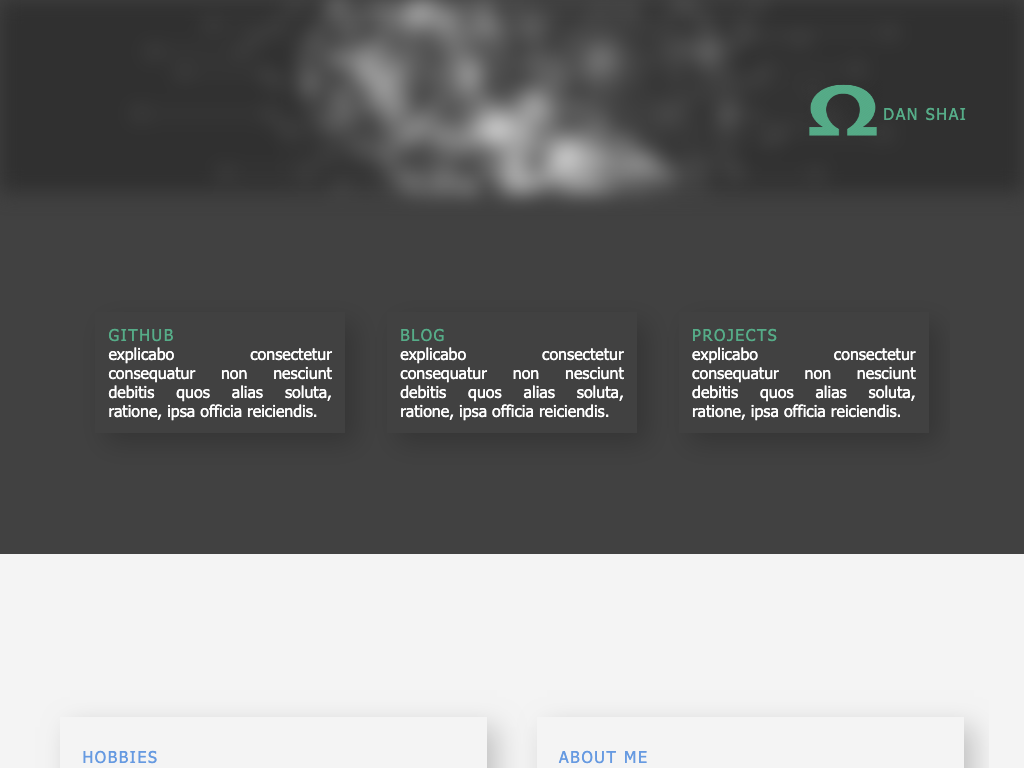 Ω DAN SHAI
GITHUB
explicabo consectetur
consequatur non nesciunt
debitis quos alias soluta,
ratione, ipsa officia reiciendis.
BLOG
explicabo consectetur
consequatur non nesciunt
debitis quos alias soluta,
ratione, ipsa officia reiciendis.
PROJECTS
explicabo consectetur
consequatur non nesciunt
debitis quos alias soluta,
ratione, ipsa officia reiciendis.
HOBBIES
ABOUT ME